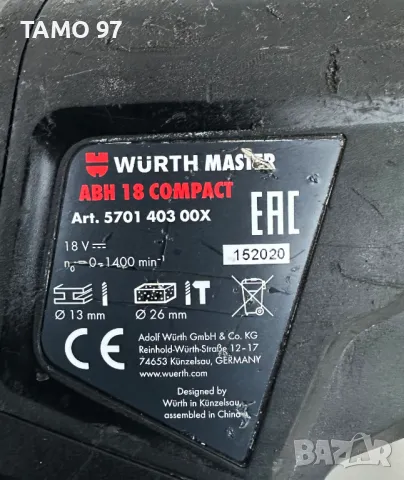 TAMO 97
WÜRTH MASTER
ABH 18 COMPACT
Art. 5701 403 00X
EAC
18 V
152020
n₀ 0-1400 min⁻¹
IT
Ø 13 mm
Ø 26 mm
CE
Adolf Würth GmbH & Co. KG
Reinhold-Würth-Straße 12-17
74653 Künzelsau, GERMANY
www.wuerth.com
Designed by
Würth in Künzelsau,
assembled in China
BAZAR